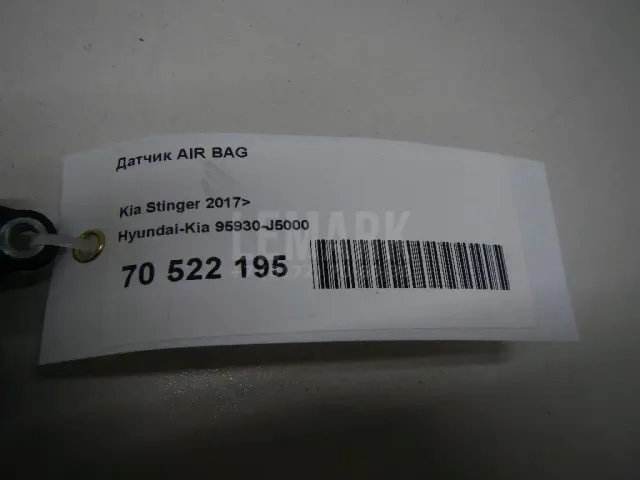 Датчик AIR BAG
Kia Stinger 2017>
Hyundai-Kia 95930-J5000
LEMARK
70 522 195